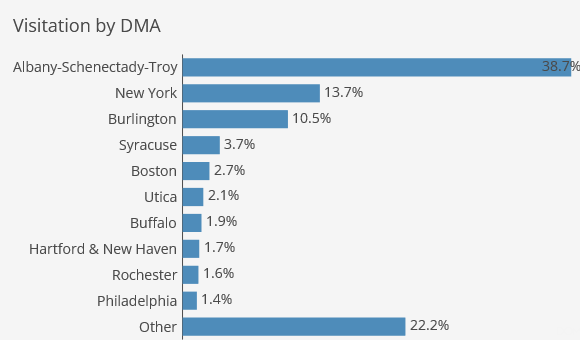 Visitation by DMA
Albany-Schenectady-Troy 38.7%
New York 13.7%
Burlington 10.5%
Syracuse 3.7%
Boston 2.7%
Utica 2.1%
Buffalo 1.9%
Hartford & New Haven 1.7%
Rochester 1.6%
Philadelphia 1.4%
Other 22.2%